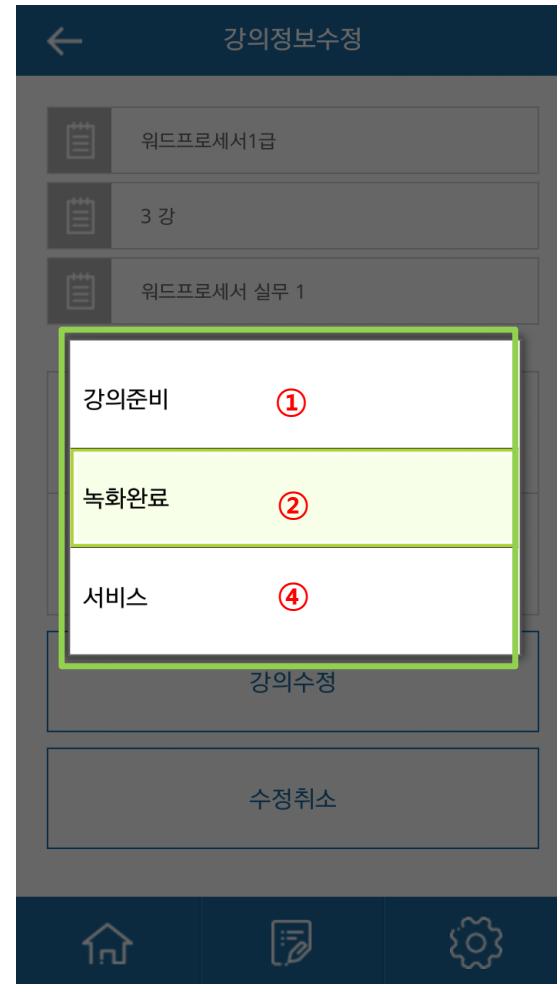 강의정보수정
워드프로세서1급
3 강
워드프로세서 실무 1
강의준비 ①
녹화완료 ②
서비스 ④
강의수정
수정취소